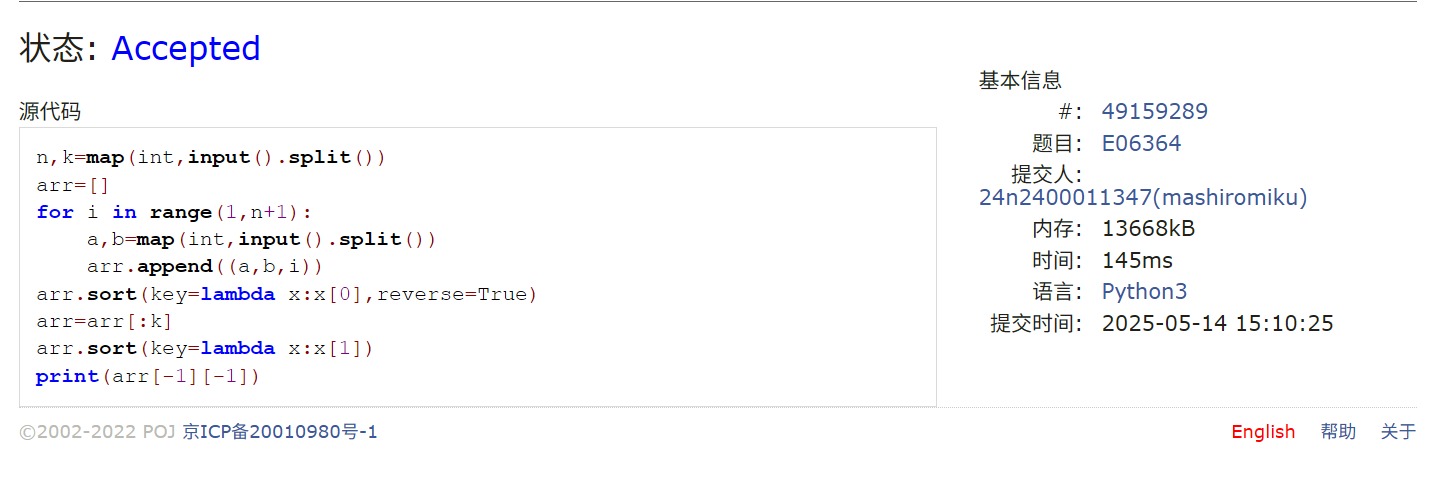 状态: Accepted
源代码
n,k=map(int,input().split())
arr=[]
for i in range(1,n+1):
    a,b=map(int,input().split())
    arr.append((a,b,i))
arr.sort(key=lambda x:x[0],reverse=True)
arr=arr[:k]
arr.sort(key=lambda x:x[1])
print(arr[-1][-1])
基本信息
#: 49159289
题目: E06364
提交人:
24n2400011347(mashiromiku)
内存: 13668kB
时间: 145ms
语言: Python3
提交时间: 2025-05-14 15:10:25
©2002-2022 POJ 京ICP备20010980号-1
English 帮助 关于